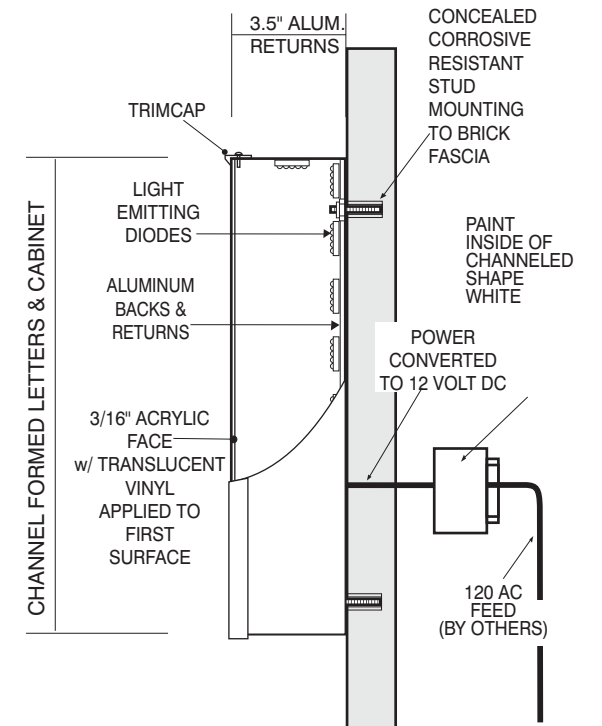 3.5" ALUM.
RETURNS
CONCEALED
CORROSIVE
RESISTANT
STUD
MOUNTING
TO BRICK
FASCIA
TRIMCAP
LIGHT
EMITTING
DIODES
PAINT
INSIDE OF
CHANNELED
SHAPE
WHITE
ALUMINUM
BACKS &
RETURNS
POWER
CONVERTED
TO 12 VOLT DC
CHANNEL FORMED LETTERS & CABINET
3/16" ACRYLIC
FACE
w/ TRANSLUCENT
VINYL
APPLIED TO
FIRST
SURFACE
120 AC
FEED
(BY OTHERS)